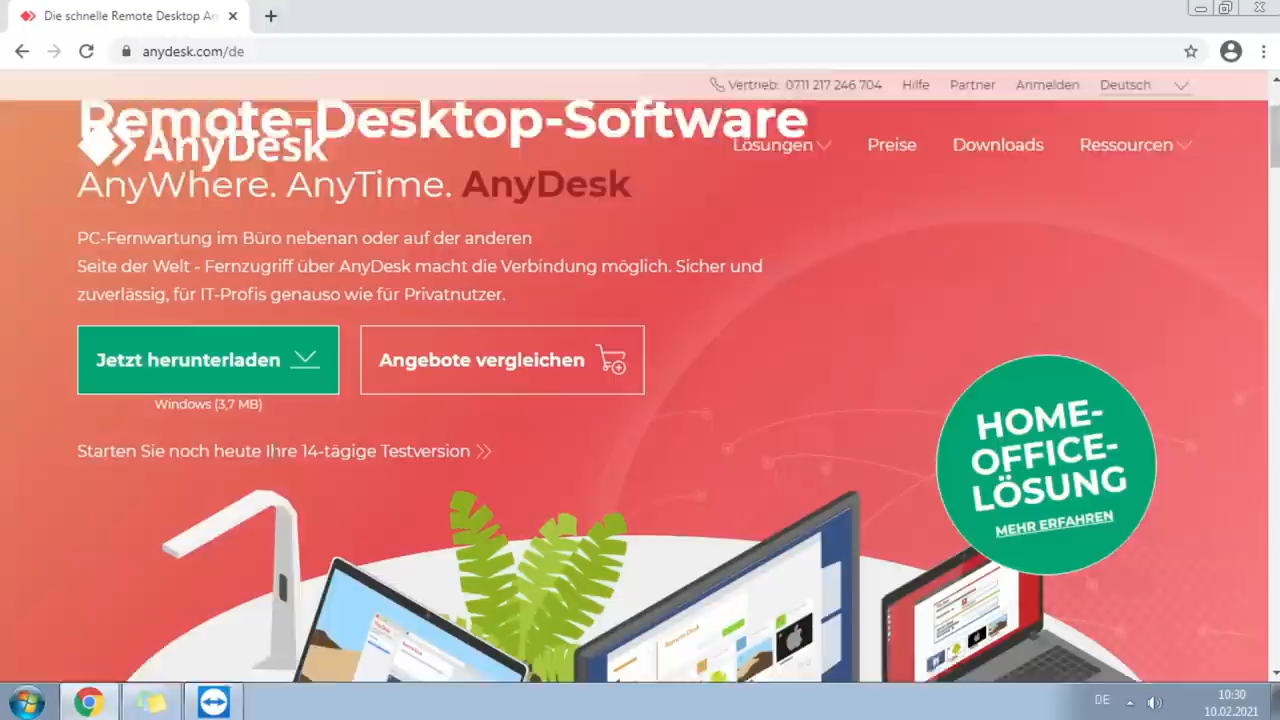 Die schnelle Remote Desktop An
anydesk.com/de
Vertrieb: 0711 217 246 704 Hilfe Partner Anmelden Deutsch
Remote-Desktop-Software
AnyDesk Lösungen Preise Downloads Ressourcen
AnyWhere. AnyTime. AnyDesk
PC-Fernwartung im Büro nebenan oder auf der anderen
Seite der Welt - Fernzugriff über AnyDesk macht die Verbindung möglich. Sicher und
zuverlässig, für IT-Profis genauso wie für Privatnutzer.
Jetzt herunterladen Angebote vergleichen
Windows (3,7 MB)
Starten Sie noch heute Ihre 14-tägige Testversion
HOME-
OFFICE-
LÖSUNG
MEHR ERFAHREN
DE 10:30
10.02.2021